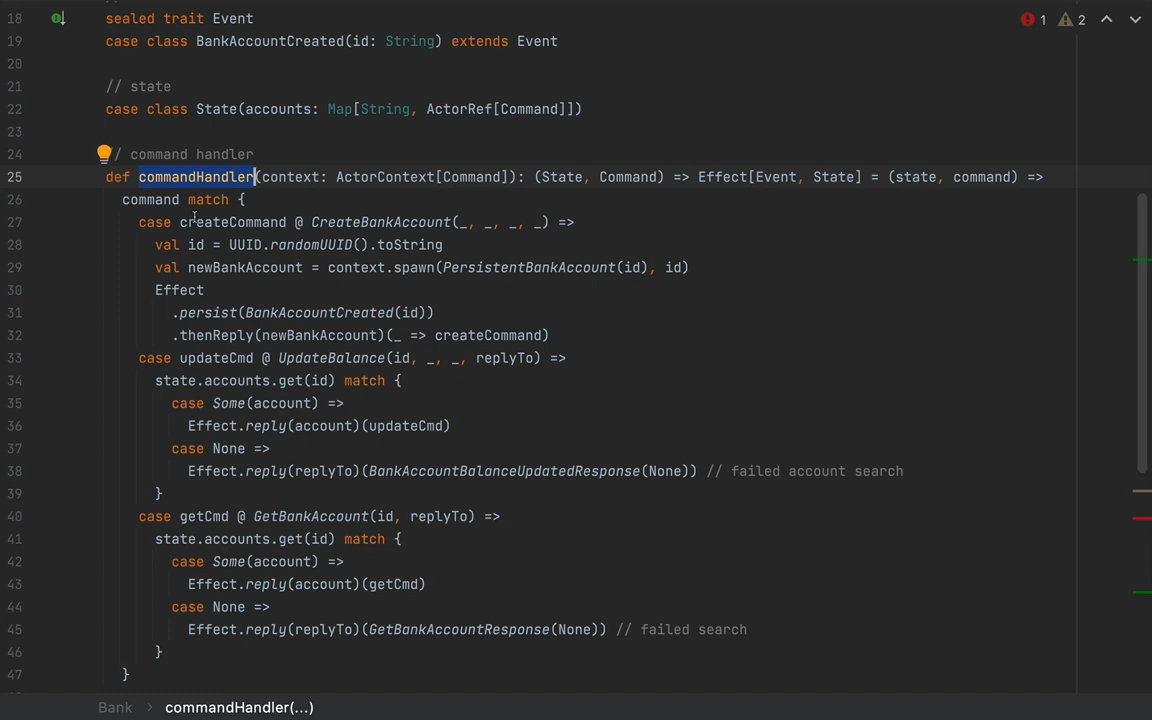 18 sealed trait Event 1 2
19 case class BankAccountCreated(id: String) extends Event
20
21 // state
22 case class State(accounts: Map[String, ActorRef[Command]])
23
24 / command handler
25 def commandHandler(context: ActorContext[Command]): (State, Command) => Effect[Event, State] = (state, command) =>
26 command match {
27 case createCommand @ CreateBankAccount(_, _, _, _) =>
28 val id = UUID.randomUUID().toString
29 val newBankAccount = context.spawn(PersistentBankAccount(id), id)
30 Effect
31 .persist(BankAccountCreated(id))
32 .thenReply(newBankAccount)(_ => createCommand)
33 case updateCmd @ UpdateBalance(id, _, _, replyTo) =>
34 state.accounts.get(id) match {
35 case Some(account) =>
36 Effect.reply(account)(updateCmd)
37 case None =>
38 Effect.reply(replyTo)(BankAccountBalanceUpdatedResponse(None)) // failed account search
39 }
40 case getCmd @ GetBankAccount(id, replyTo) =>
41 state.accounts.get(id) match {
42 case Some(account) =>
43 Effect.reply(account)(getCmd)
44 case None =>
45 Effect.reply(replyTo)(GetBankAccountResponse(None)) // failed search
46 }
47 }
Bank > commandHandler(...)